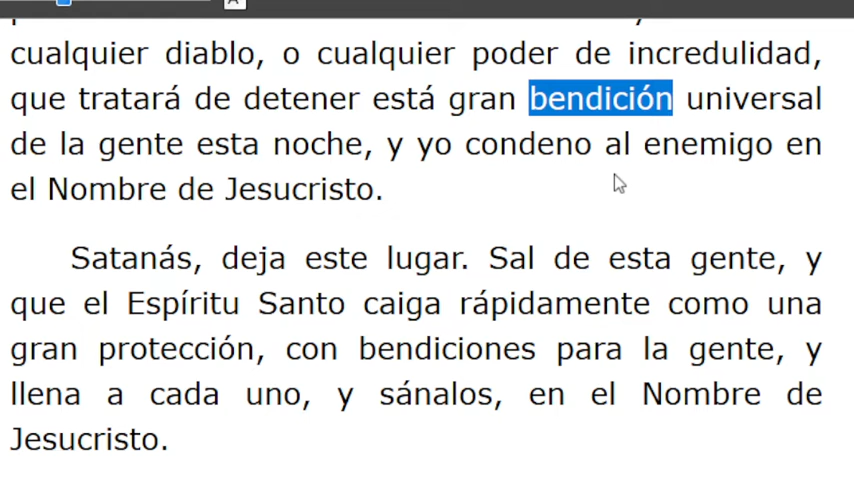 cualquier diablo, o cualquier poder de incredulidad,
que tratará de detener está gran bendición universal
de la gente esta noche, y yo condeno al enemigo en
el Nombre de Jesucristo.
Satanás, deja este lugar. Sal de esta gente, y
que el Espíritu Santo caiga rápidamente como una
gran protección, con bendiciones para la gente, y
llena a cada uno, y sánalos, en el Nombre de
Jesucristo.